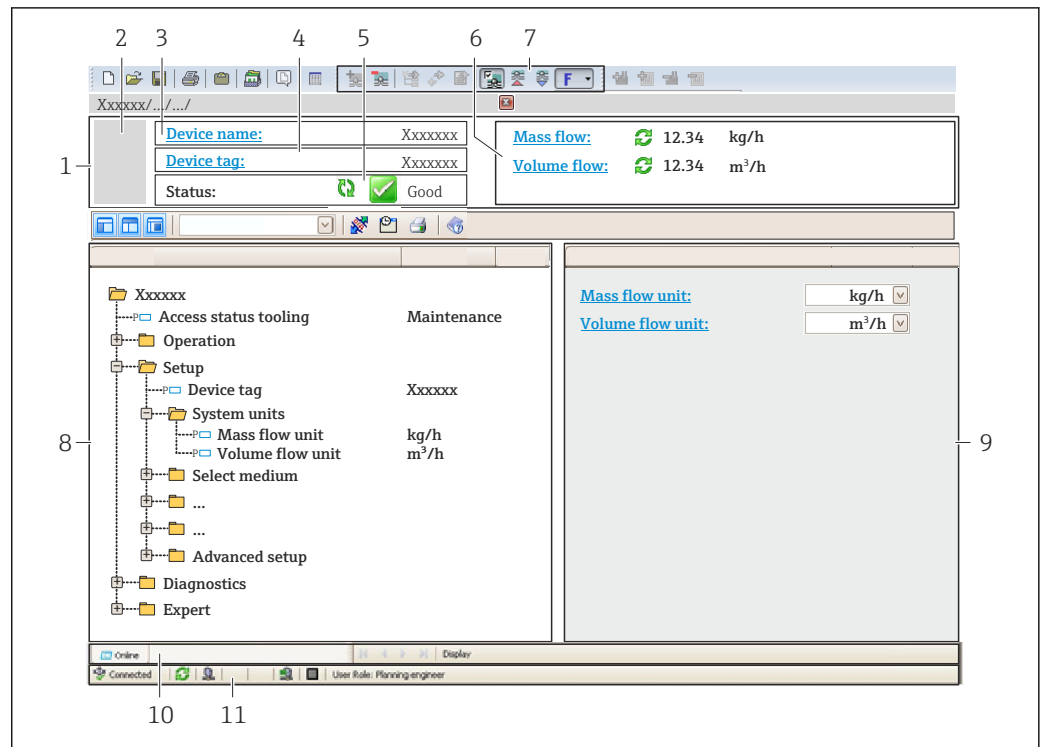 2 3 4 5 6 7
F
Xxxxxx/.../.../
1
Device name: Xxxxxxx
Device tag: Xxxxxxx
Status: Good
Mass flow: 12.34 kg/h
Volume flow: 12.34 m³/h
Xxxxxx
P Access status tooling Maintenance
Operation
Setup
P Device tag Xxxxxx
System units
P Mass flow unit kg/h
P Volume flow unit m³/h
Select medium
...
...
Advanced setup
Diagnostics
Expert
8
Mass flow unit: kg/h
Volume flow unit: m³/h
9
Online Display
Connected User Role: Planning engineer
10 11